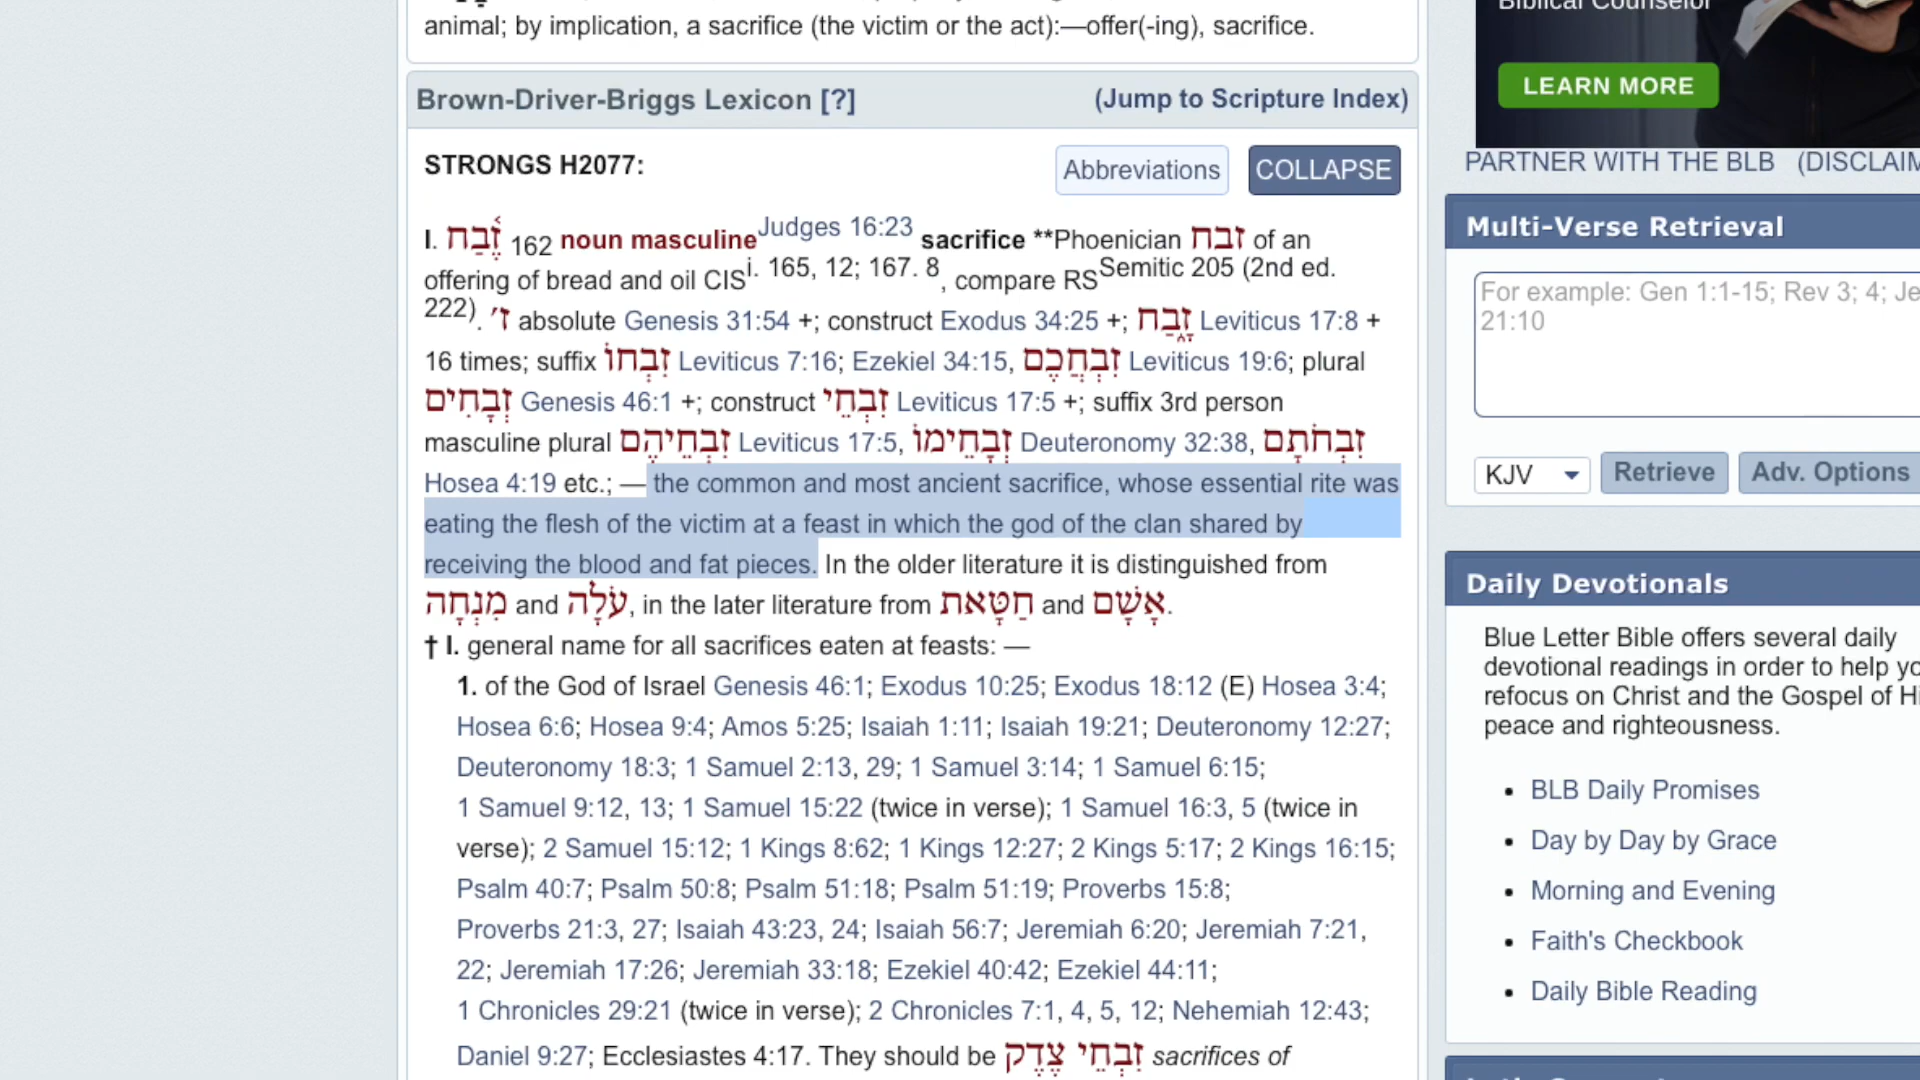 animal; by implication, a sacrifice (the victim or the act):—offer(-ing), sacrifice.
Brown-Driver-Briggs Lexicon [?] (Jump to Scripture Index)
STRONGS H2077:
Abbreviations COLLAPSE
I. זֶ֫בַח 162 noun masculine Judges 16:23 sacrifice **Phoenician זבח of an
offering of bread and oil CIS i. 165, 12; 167. 8, compare RS Semitic 205 (2nd ed.
222). ז׳ absolute Genesis 31:54 +; construct Exodus 34:25 +; זָ֑בַח Leviticus 17:8 +
16 times; suffix זִבְחוֹ Leviticus 7:16; Ezekiel 34:15, זִבְחֲכֶם Leviticus 19:6; plural
זְבָחִים Genesis 46:1 +; construct זִבְחֵי Leviticus 17:5 +; suffix 3rd person
masculine plural זִבְחֵיהֶם Leviticus 17:5, זְבָחֵימוֹ Deuteronomy 32:38, זִבְחֹתָם
Hosea 4:19 etc.; — the common and most ancient sacrifice, whose essential rite was
eating the flesh of the victim at a feast in which the god of the clan shared by
receiving the blood and fat pieces. In the older literature it is distinguished from
מִנְחָה and עֹלָה, in the later literature from חַטָּאת and אָשָׁם.
† I. general name for all sacrifices eaten at feasts: —
1. of the God of Israel Genesis 46:1; Exodus 10:25; Exodus 18:12 (E) Hosea 3:4;
Hosea 6:6; Hosea 9:4; Amos 5:25; Isaiah 1:11; Isaiah 19:21; Deuteronomy 12:27;
Deuteronomy 18:3; 1 Samuel 2:13, 29; 1 Samuel 3:14; 1 Samuel 6:15;
1 Samuel 9:12, 13; 1 Samuel 15:22 (twice in verse); 1 Samuel 16:3, 5 (twice in
verse); 2 Samuel 15:12; 1 Kings 8:62; 1 Kings 12:27; 2 Kings 5:17; 2 Kings 16:15;
Psalm 40:7; Psalm 50:8; Psalm 51:18; Psalm 51:19; Proverbs 15:8;
Proverbs 21:3, 27; Isaiah 43:23, 24; Isaiah 56:7; Jeremiah 6:20; Jeremiah 7:21,
22; Jeremiah 17:26; Jeremiah 33:18; Ezekiel 40:42; Ezekiel 44:11;
1 Chronicles 29:21 (twice in verse); 2 Chronicles 7:1, 4, 5, 12; Nehemiah 12:43;
Daniel 9:27; Ecclesiastes 4:17. They should be זִבְחֵי צֶדֶק sacrifices of
Biblical Counselor
LEARN MORE
PARTNER WITH THE BLB (DISCLAIM
Multi-Verse Retrieval
For example: Gen 1:1-15; Rev 3; 4; Je
21:10
KJV Retrieve Adv. Options
Daily Devotionals
Blue Letter Bible offers several daily
devotional readings in order to help yo
refocus on Christ and the Gospel of Hi
peace and righteousness.
• BLB Daily Promises
• Day by Day by Grace
• Morning and Evening
• Faith's Checkbook
• Daily Bible Reading